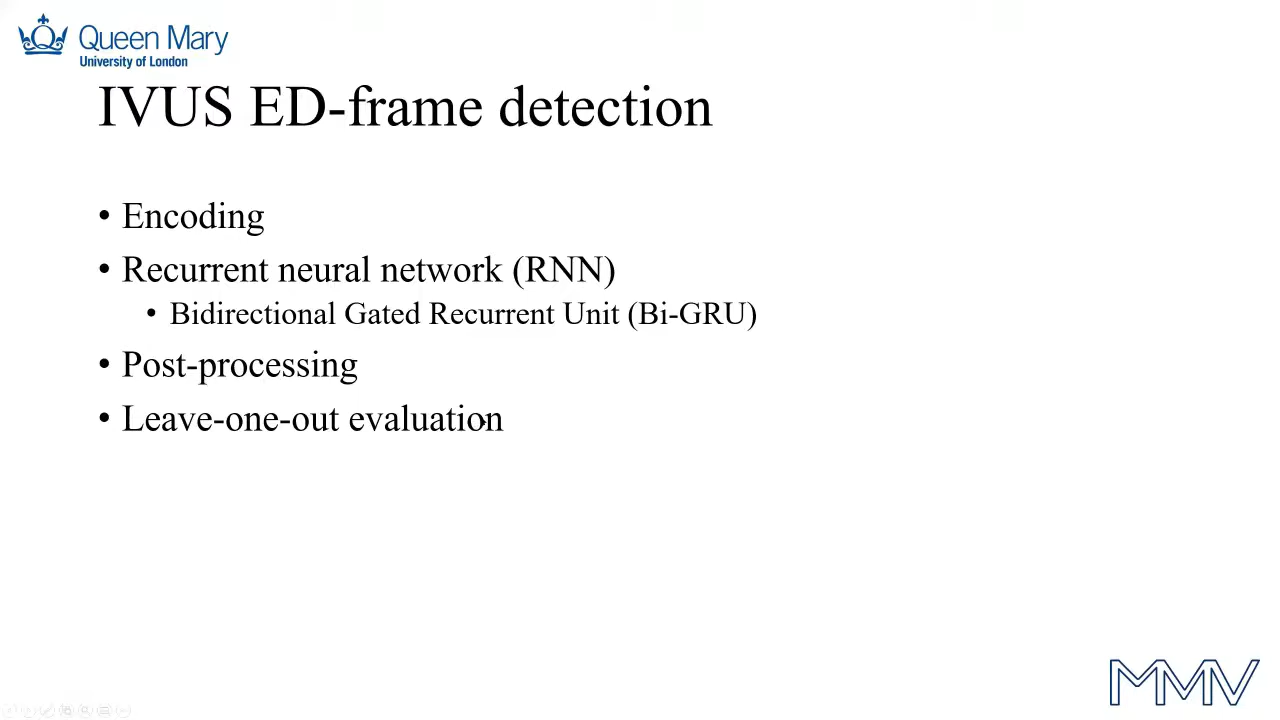 Queen Mary
University of London
IVUS ED-frame detection
• Encoding
• Recurrent neural network (RNN)
• Bidirectional Gated Recurrent Unit (Bi-GRU)
• Post-processing
• Leave-one-out evaluation
MMV